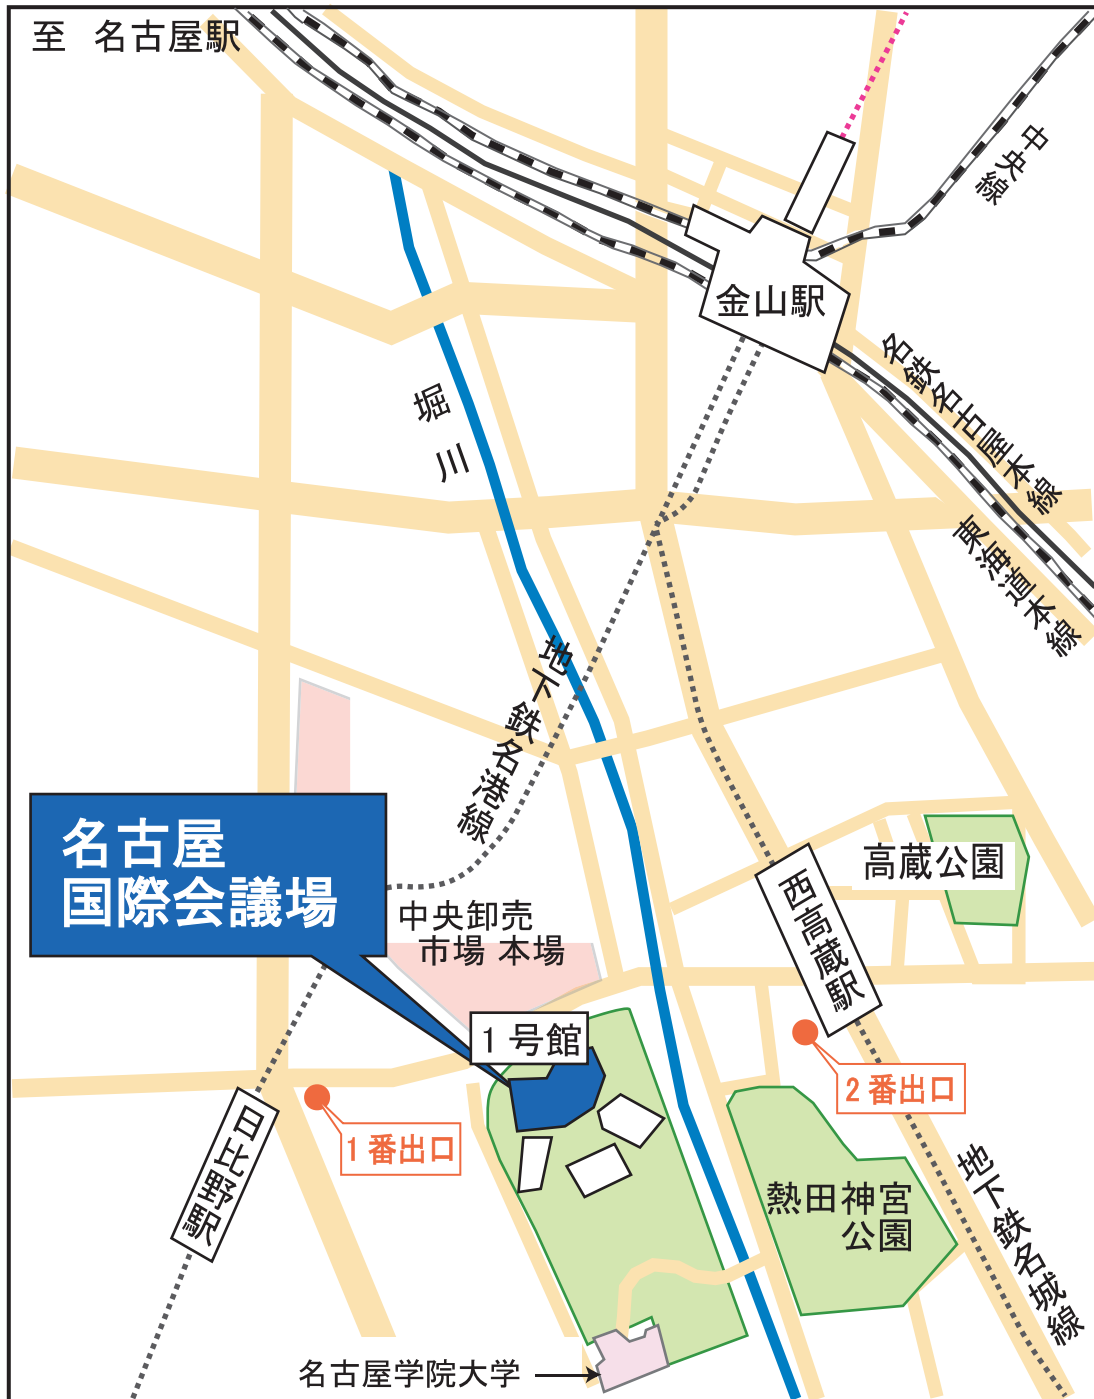 至 名古屋駅
中央線
金山駅
名鉄名古屋本線
堀川
東海道本線
地下鉄名港線
名古屋
国際会議場
高蔵公園
中央卸売
市場 本場
西高蔵駅
1号館
2番出口
1番出口
日比野駅
熱田神宮
公園
地下鉄名城線
名古屋学院大学